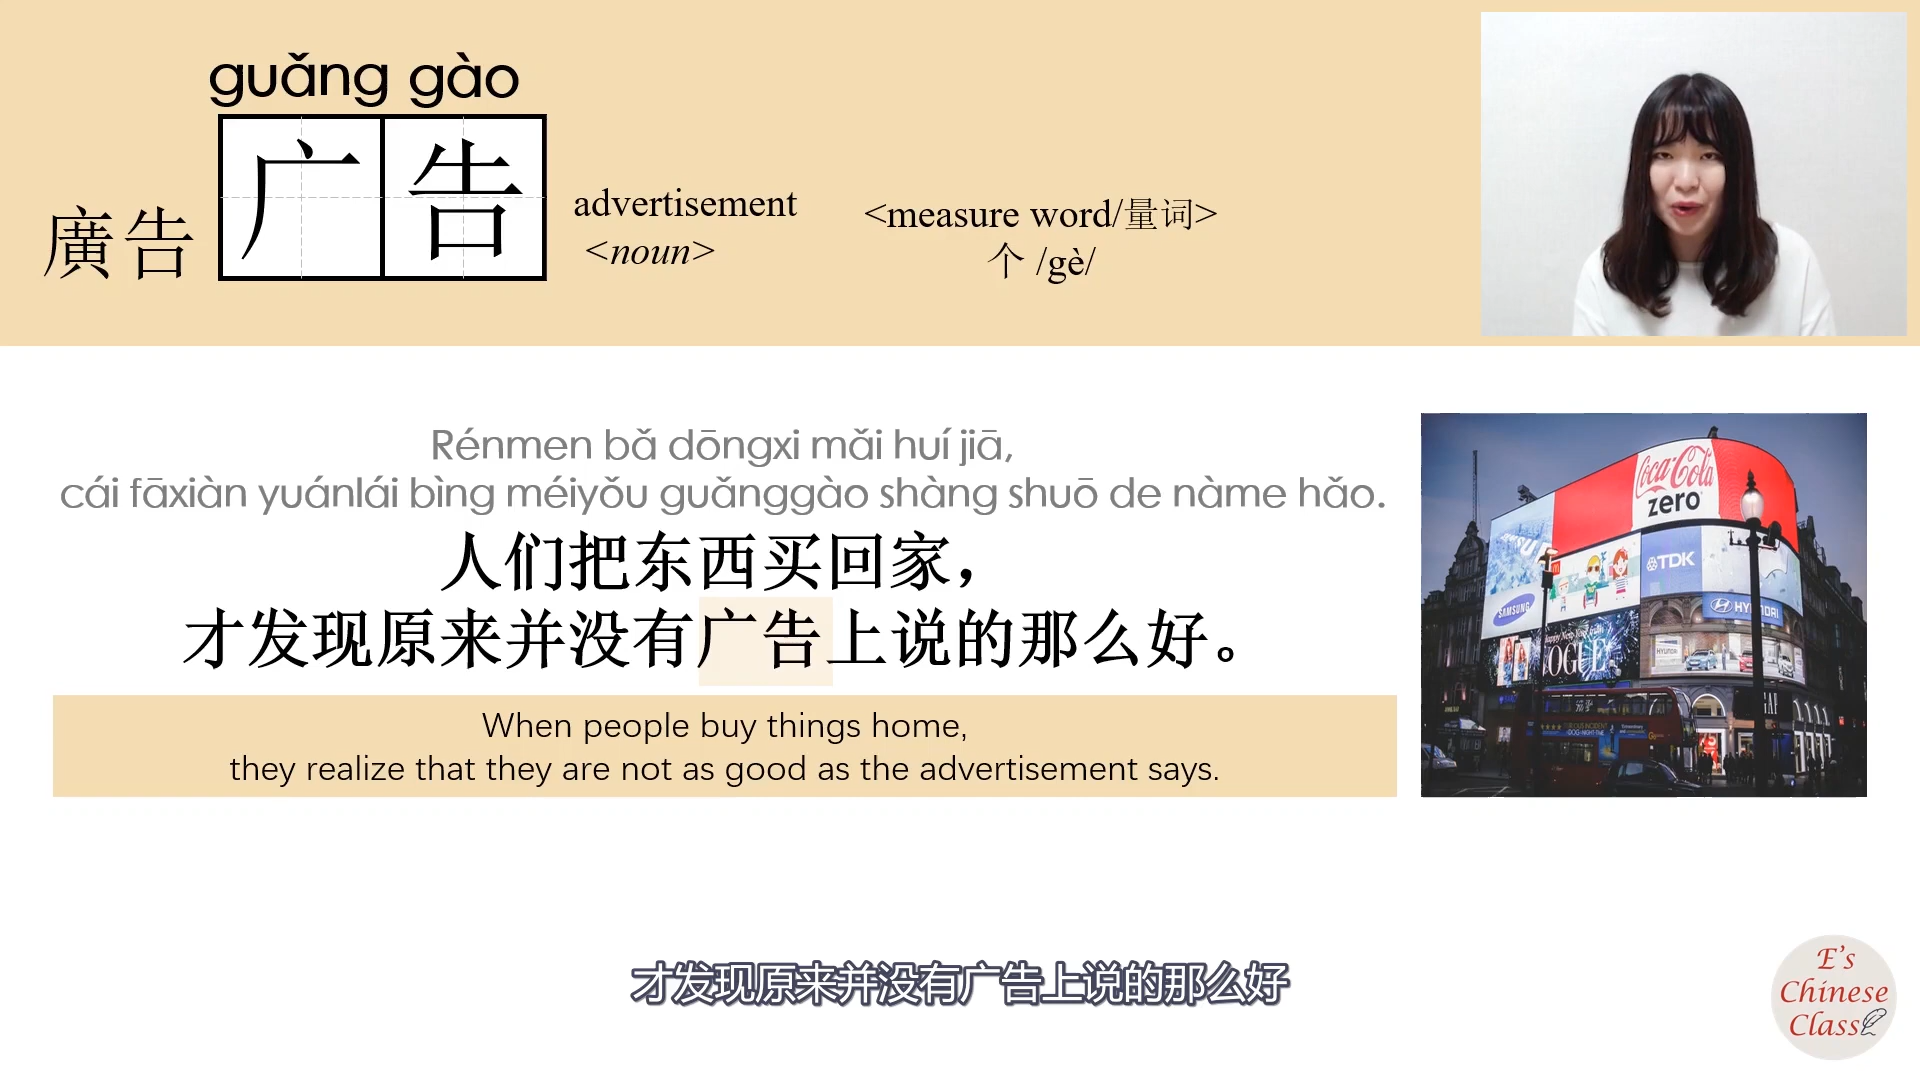 guǎng gào
廣告
广告
advertisement
<noun>
<measure word/量词>
个 /gè/
Rénmen bǎ dōngxi mǎi huí jiā,
cái fāxiàn yuánlái bìng méiyǒu guǎnggào shàng shuō de nàme hǎo.
人们把东西买回家，
才发现原来并没有广告上说的那么好。
When people buy things home,
they realize that they are not as good as the advertisement says.
Coca-Cola
zero
TDK
SAMSUNG
HYUNDAI
VOGUE
GAP
才发现原来并没有广告上说的那么好
E's
Chinese
Class